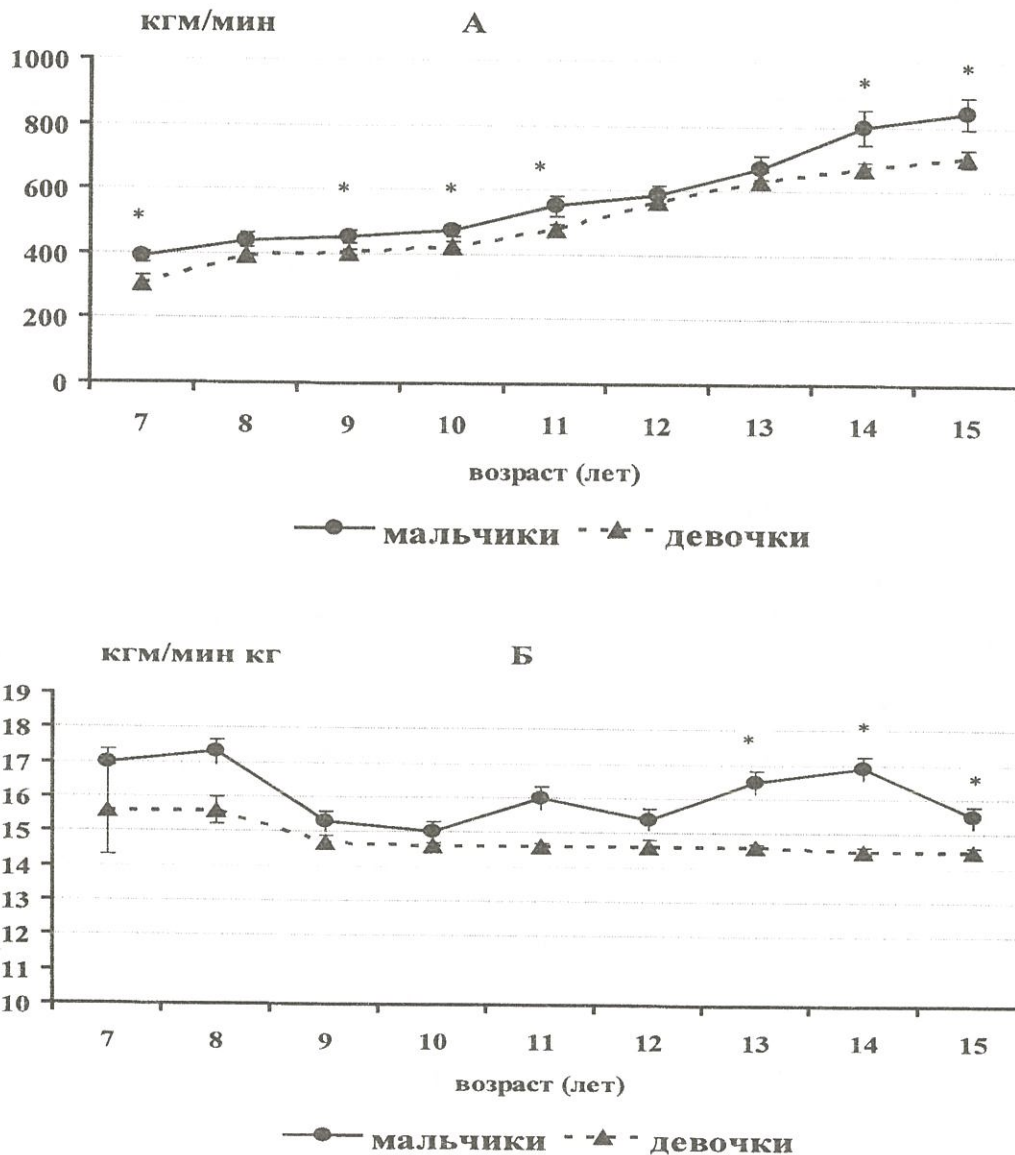 кгм/мин А
1000
800
600
400
200
0
* * * * * *
7 8 9 10 11 12 13 14 15
возраст (лет)
мальчики девочки
кгм/мин кг Б
19
18
17
16
15
14
13
12
11
10
* * *
7 8 9 10 11 12 13 14 15
возраст (лет)
мальчики девочки